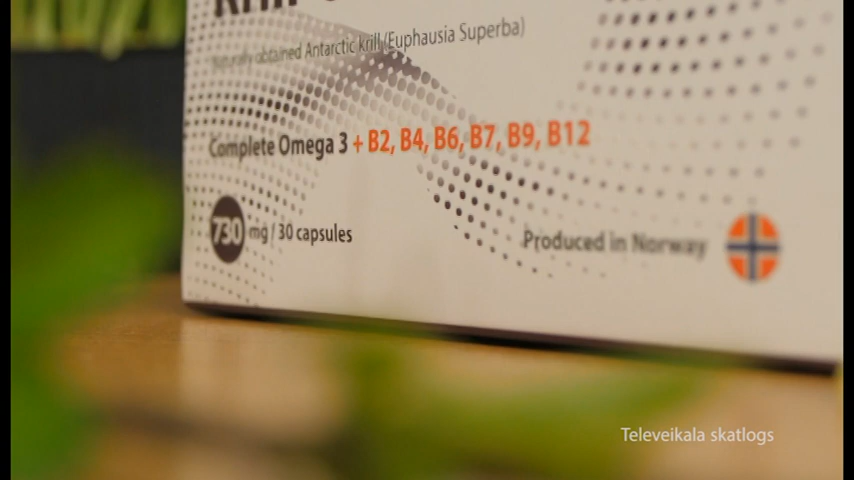 Naturally obtained Antarctic krill (Euphausia Superba)
Complete Omega 3 + B2, B4, B6, B7, B9, B12
730 mg / 30 capsules
Produced in Norway
Televeikala skatlogs